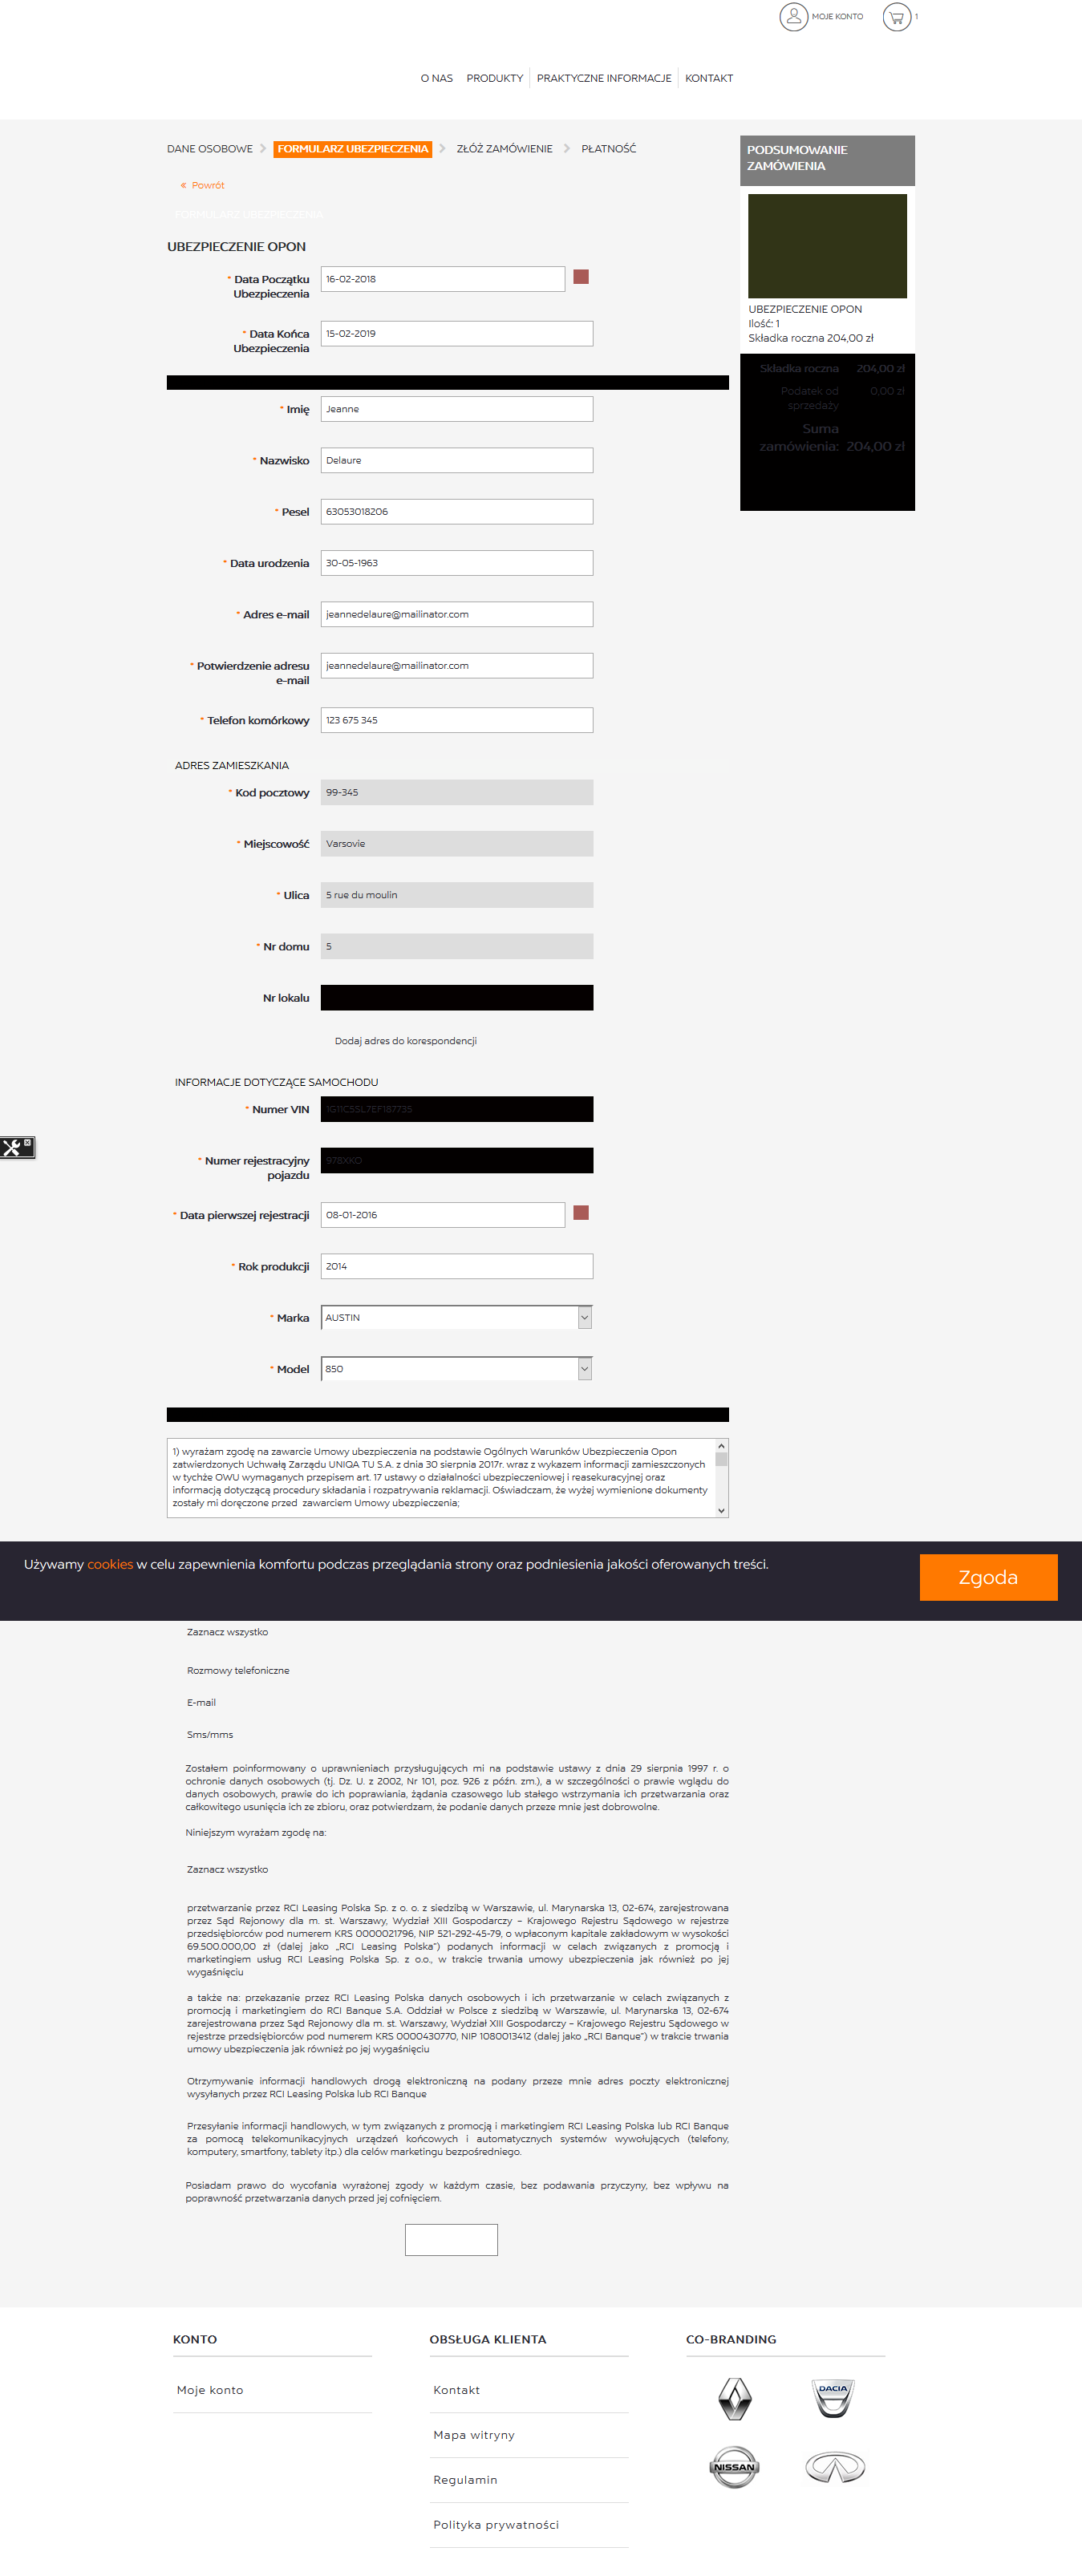 MOJE KONTO
1
O NAS PRODUKTY PRAKTYCZNE INFORMACJE KONTAKT
DANE OSOBOWE FORMULARZ UBEZPIECZENIA ZŁÓŻ ZAMÓWIENIE PŁATNOŚĆ
« Powrót
FORMULARZ UBEZPIECZENIA
UBEZPIECZENIE OPON
* Data Początku
Ubezpieczenia
16-02-2018
* Data Końca
Ubezpieczenia
15-02-2019
* Imię Jeanne
* Nazwisko Delaure
* Pesel 63053018206
* Data urodzenia 30-05-1963
* Adres e-mail jeannedelaure@mailinator.com
* Potwierdzenie adresu
e-mail
jeannedelaure@mailinator.com
* Telefon komórkowy 123 675 345
ADRES ZAMIESZKANIA
* Kod pocztowy 99-345
* Miejscowość Varsovie
* Ulica 5 rue du moulin
* Nr domu 5
Nr lokalu
Dodaj adres do korespondencji
INFORMACJE DOTYCZĄCE SAMOCHODU
* Numer VIN 1G11C5SL7EF187735
* Numer rejestracyjny
pojazdu
978XKD
* Data pierwszej rejestracji 08-01-2016
* Rok produkcji 2014
* Marka AUSTIN
* Model 850
1) wyrażam zgodę na zawarcie Umowy ubezpieczenia na podstawie Ogólnych Warunków Ubezpieczenia Opon
zatwierdzonych Uchwałą Zarządu UNIQA TU S.A. z dnia 30 sierpnia 2017r. wraz z wykazem informacji zamieszczonych
w tychże OWU wymaganych przepisem art. 17 ustawy o działalności ubezpieczeniowej i reasekuracyjnej oraz
informacją dotyczącą procedury składania i rozpatrywania reklamacji. Oświadczam, że wyżej wymienione dokumenty
zostały mi doręczone przed zawarciem Umowy ubezpieczenia;
PODSUMOWANIE
ZAMÓWIENIA
UBEZPIECZENIE OPON
Ilość: 1
Składka roczna 204,00 zł
Składka roczna 204,00 zł
Podatek od
sprzedaży
0,00 zł
Suma
zamówienia: 204,00 zł
Używamy cookies w celu zapewnienia komfortu podczas przeglądania strony oraz podniesienia jakości oferowanych treści.
Zgoda
Zaznacz wszystko
Rozmowy telefoniczne
E-mail
Sms/mms
Zostałem poinformowany o uprawnieniach przysługujących mi na podstawie ustawy z dnia 29 sierpnia 1997 r. o
ochronie danych osobowych (tj. Dz. U. z 2002, Nr 101, poz. 926 z późn. zm.), a w szczególności o prawie wglądu do
danych osobowych, prawie do ich poprawiania, żądania czasowego lub stałego wstrzymania ich przetwarzania oraz
całkowitego usunięcia ich ze zbioru, oraz potwierdzam, że podanie danych przeze mnie jest dobrowolne.
Niniejszym wyrażam zgodę na:
Zaznacz wszystko
przetwarzanie przez RCI Leasing Polska Sp. z o. o. z siedzibą w Warszawie, ul. Marynarska 13, 02-674, zarejestrowana
przez Sąd Rejonowy dla m. st. Warszawy, Wydział XIII Gospodarczy – Krajowego Rejestru Sądowego w rejestrze
przedsiębiorców pod numerem KRS 0000021796, NIP 521-292-45-79, o wpłaconym kapitale zakładowym w wysokości
69.500.000,00 zł (dalej jako „RCI Leasing Polska") podanych informacji w celach związanych z promocją i
marketingiem usług RCI Leasing Polska Sp. z o.o., w trakcie trwania umowy ubezpieczenia jak również po jej
wygaśnięciu
a także na: przekazanie przez RCI Leasing Polska danych osobowych i ich przetwarzanie w celach związanych z
promocją i marketingiem do RCI Banque S.A. Oddział w Polsce z siedzibą w Warszawie, ul. Marynarska 13, 02-674
zarejestrowana przez Sąd Rejonowy dla m. st. Warszawy, Wydział XIII Gospodarczy – Krajowego Rejestru Sądowego w
rejestrze przedsiębiorców pod numerem KRS 0000430770, NIP 1080013412 (dalej jako „RCI Banque") w trakcie trwania
umowy ubezpieczenia jak również po jej wygaśnięciu
Otrzymywanie informacji handlowych drogą elektroniczną na podany przeze mnie adres poczty elektronicznej
wysyłanych przez RCI Leasing Polska lub RCI Banque
Przesyłanie informacji handlowych, w tym związanych z promocją i marketingiem RCI Leasing Polska lub RCI Banque
za pomocą telekomunikacyjnych urządzeń końcowych i automatycznych systemów wywołujących (telefony,
komputery, smartfony, tablety itp.) dla celów marketingu bezpośredniego.
Posiadam prawo do wycofania wyrażonej zgody w każdym czasie, bez podawania przyczyny, bez wpływu na
poprawność przetwarzania danych przed jej cofnięciem.
KONTO
Moje konto
OBSŁUGA KLIENTA
Kontakt
Mapa witryny
Regulamin
Polityka prywatności
CO-BRANDING
DACIA
NISSAN